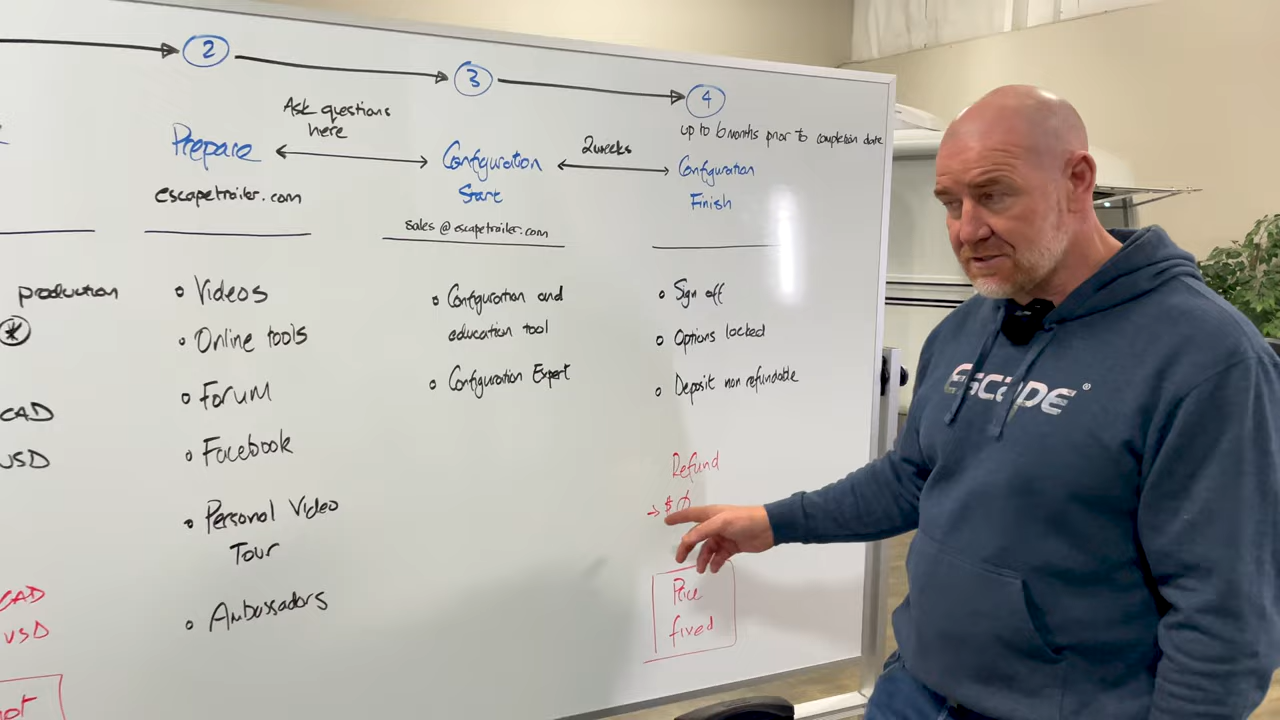 production
*
CAD
USD
CAD
USD
not
2
Prepare
escapetrailer.com
• Videos
• Online tools
• Forum
• Facebook
• Personal Video
Tour
• Ambassadors
Ask questions
here
3
Configuration
Start
sales@escapetrailer.com
• Configuration and
education tool
• Configuration Expert
2weeks
4
up to 6 months prior to completion date
Configuration
Finish
• Sign off
• Options locked
• Deposit non refundable
Refund
→ $0
Price
fixed
ESCAPE®